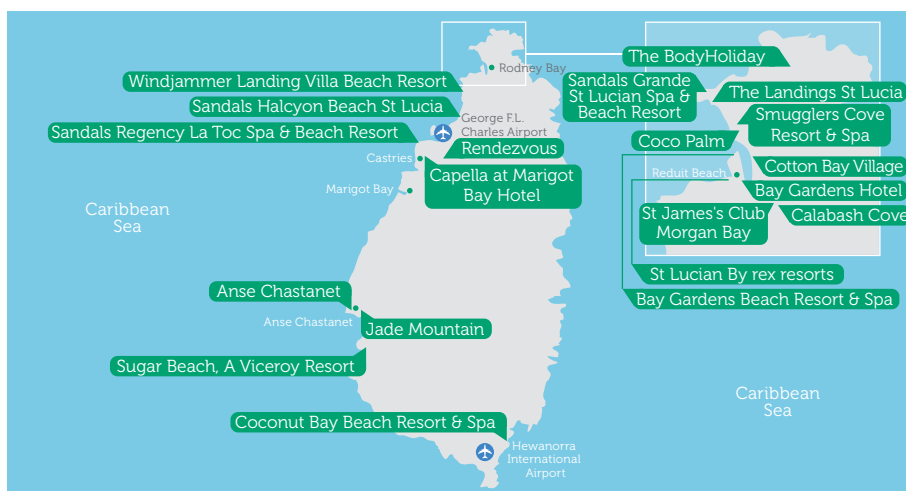 The BodyHoliday
Rodney Bay
Windjammer Landing Villa Beach Resort
Sandals Grande
St Lucian Spa &
Beach Resort
The Landings St Lucia
Sandals Halcyon Beach St Lucia
Smugglers Cove
Resort & Spa
George F.L.
Charles Airport
Sandals Regency La Toc Spa & Beach Resort
Rendezvous
Coco Palm
Castries
Cotton Bay Village
Reduit Beach
Capella at Marigot
Bay Hotel
Marigot Bay
Bay Gardens Hotel
St James's Club
Morgan Bay
Calabash Cove
Caribbean
Sea
St Lucian By rex resorts
Anse Chastanet
Bay Gardens Beach Resort & Spa
Anse Chastanet
Jade Mountain
Sugar Beach, A Viceroy Resort
Caribbean
Sea
Coconut Bay Beach Resort & Spa
Hewanorra
International
Airport